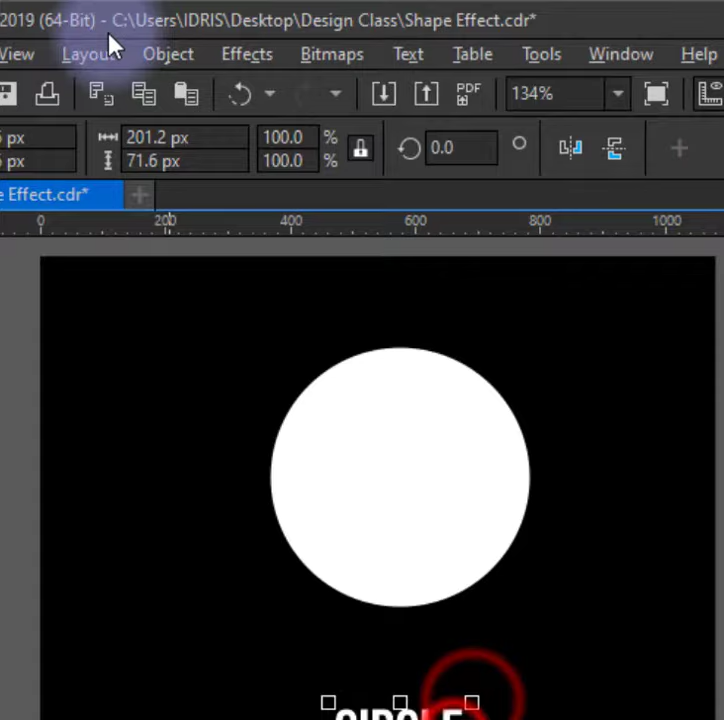 2019 (64-Bit) - C:\Users\IDRIS\Desktop\Design Class\Shape Effect.cdr*
View Layout Object Effects Bitmaps Text Table Tools Window Help
PDF 134%
px 201.2 px 100.0 % 0.0
px 71.6 px 100.0 %
e Effect.cdr*
0 200 400 600 800 1000
CIRCLE